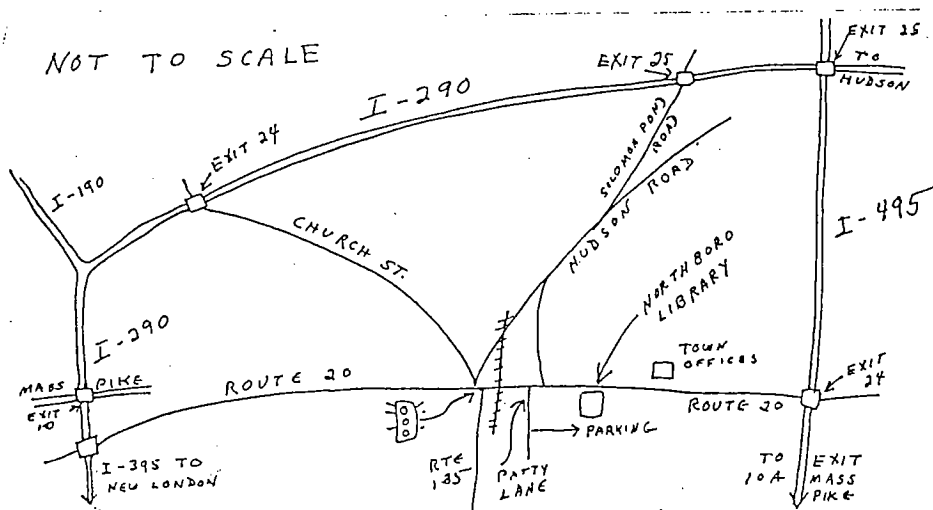 NOT TO SCALE
EXIT 25
EXIT 25
TO
HUDSON
I-290
EXIT 24
SOLOMON POND
ROAD
HUDSON ROAD
I-190
I-495
CHURCH ST.
NORTHBORO
LIBRARY
I-290
TOWN
OFFICES
MASS PIKE
EXIT
10
ROUTE 20
EXIT
24
ROUTE 20
PARKING
I-395 TO
NEW LONDON
RTE
135
PATTY
LANE
TO
10A
EXIT
MASS
PIKE